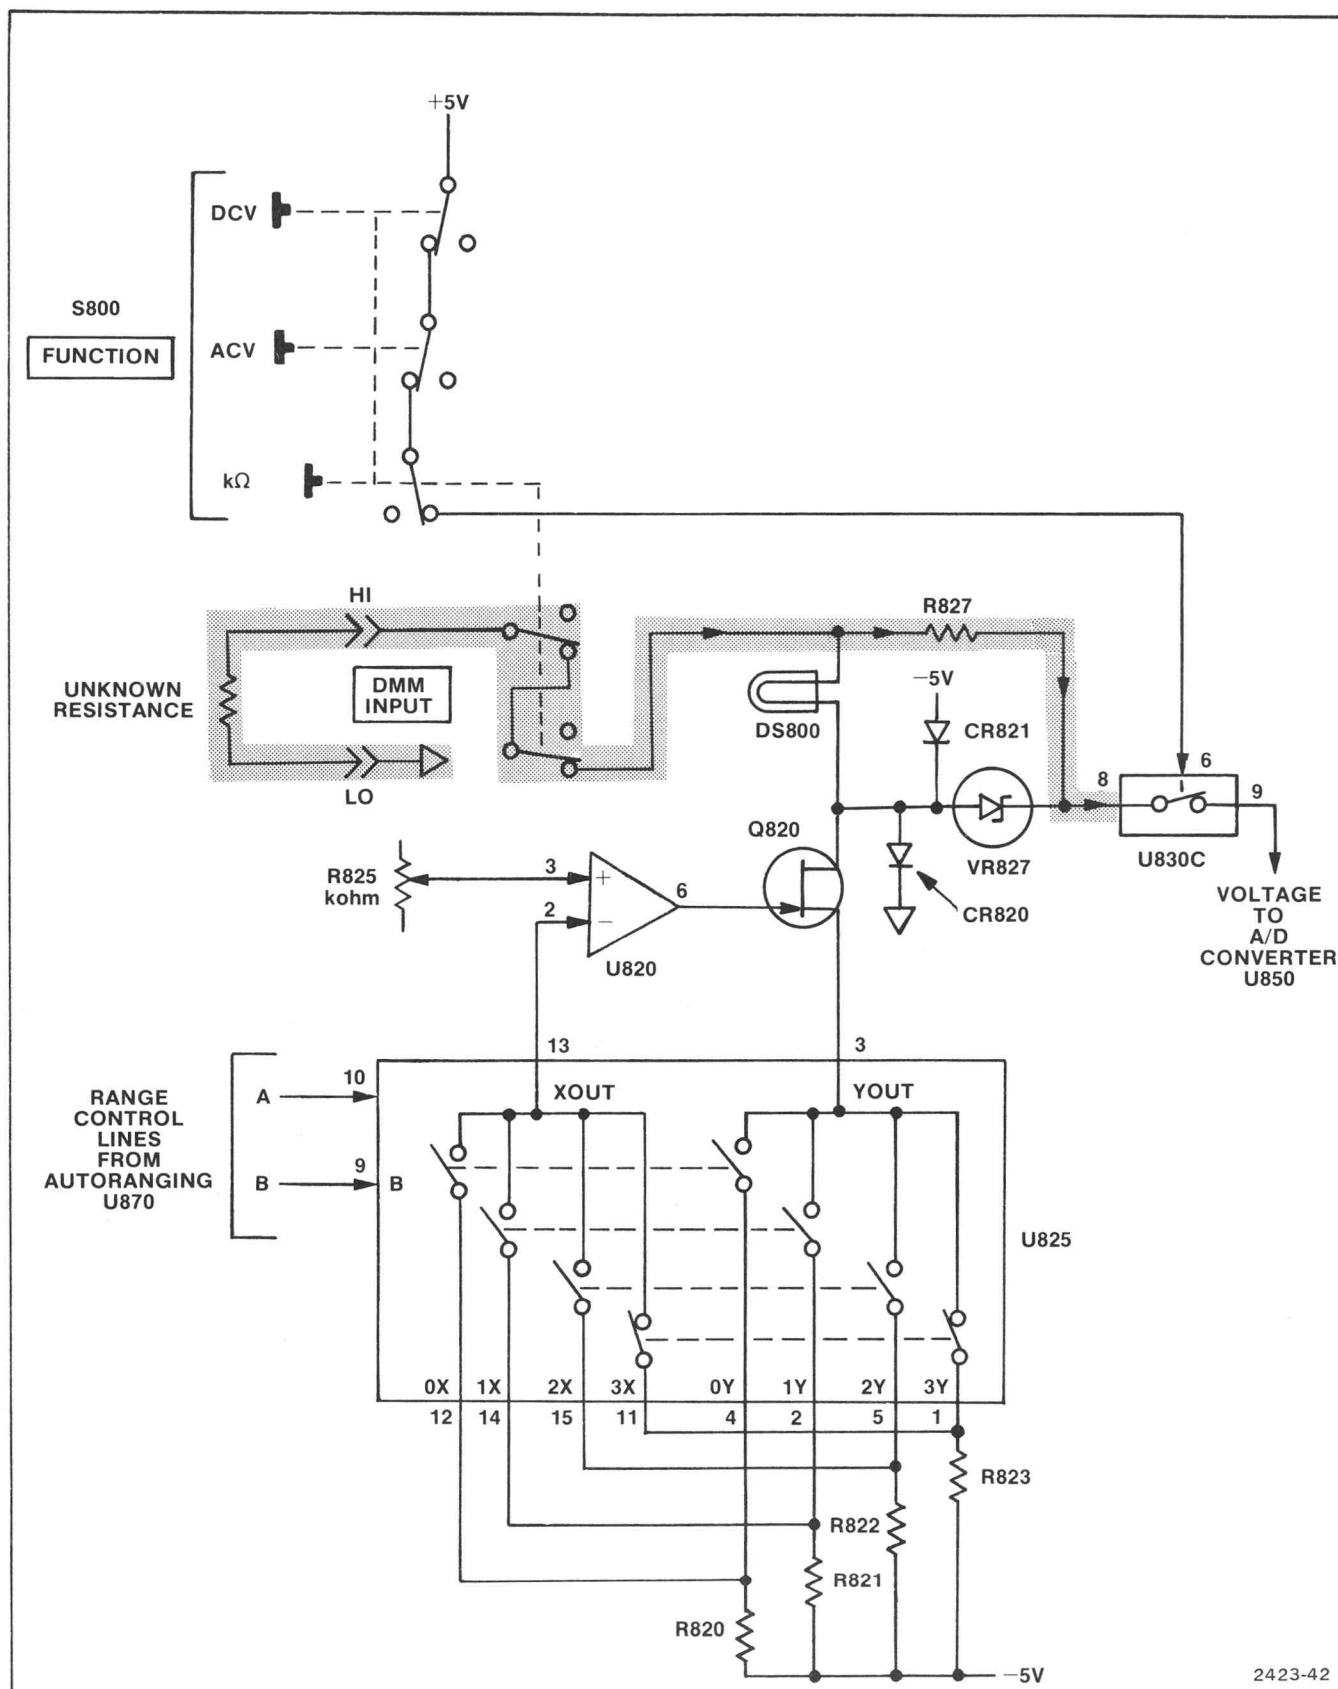 +5V
DCV
S800
FUNCTION
ACV
kΩ
HI
R827
UNKNOWN
RESISTANCE
DMM
INPUT
−5V
DS800
CR821
LO
8
6
9
U830C
Q820
VR827
R825
kohm
3
+
2
−
6
U820
CR820
VOLTAGE
TO
A/D
CONVERTER
U850
13
3
RANGE
CONTROL
LINES
FROM
AUTORANGING
U870
A
10
B
9
B
XOUT
YOUT
U825
0X
1X
2X
3X
0Y
1Y
2Y
3Y
12
14
15
11
4
2
5
1
R823
R822
R821
R820
−5V
2423-42